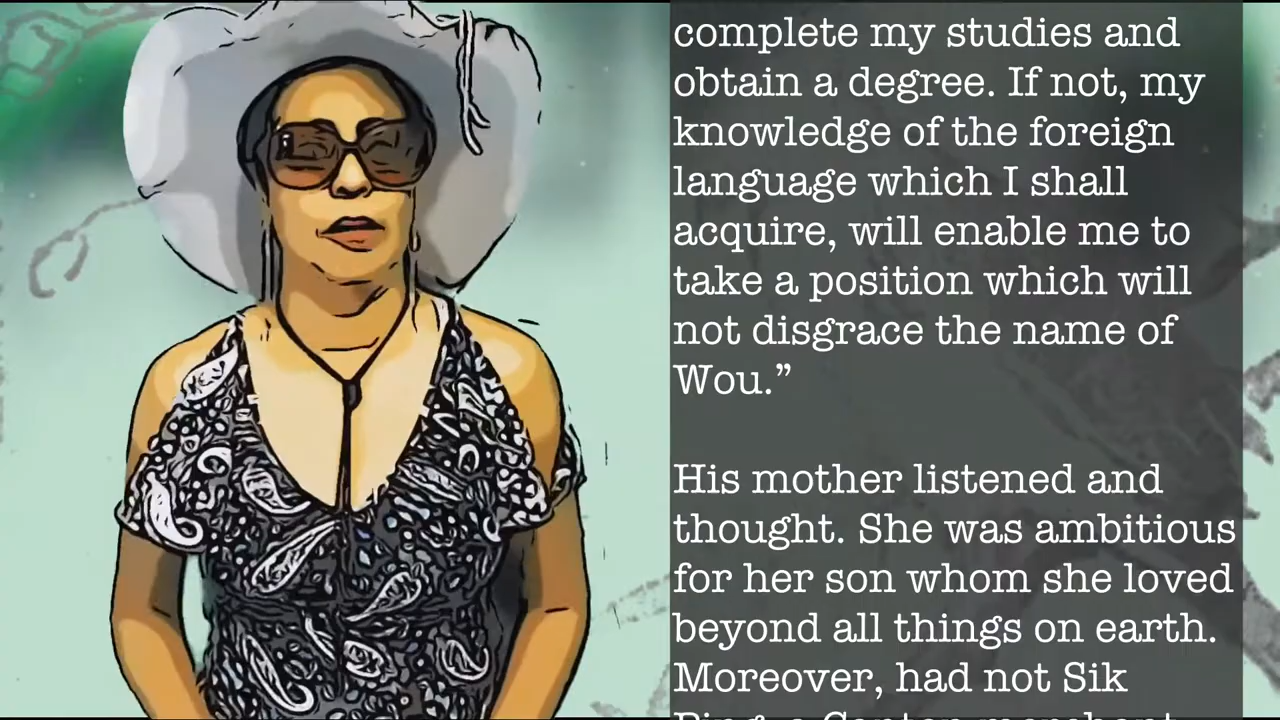 complete my studies and
obtain a degree. If not, my
knowledge of the foreign
language which I shall
acquire, will enable me to
take a position which will
not disgrace the name of
Wou.”
His mother listened and
thought. She was ambitious
for her son whom she loved
beyond all things on earth.
Moreover, had not Sik